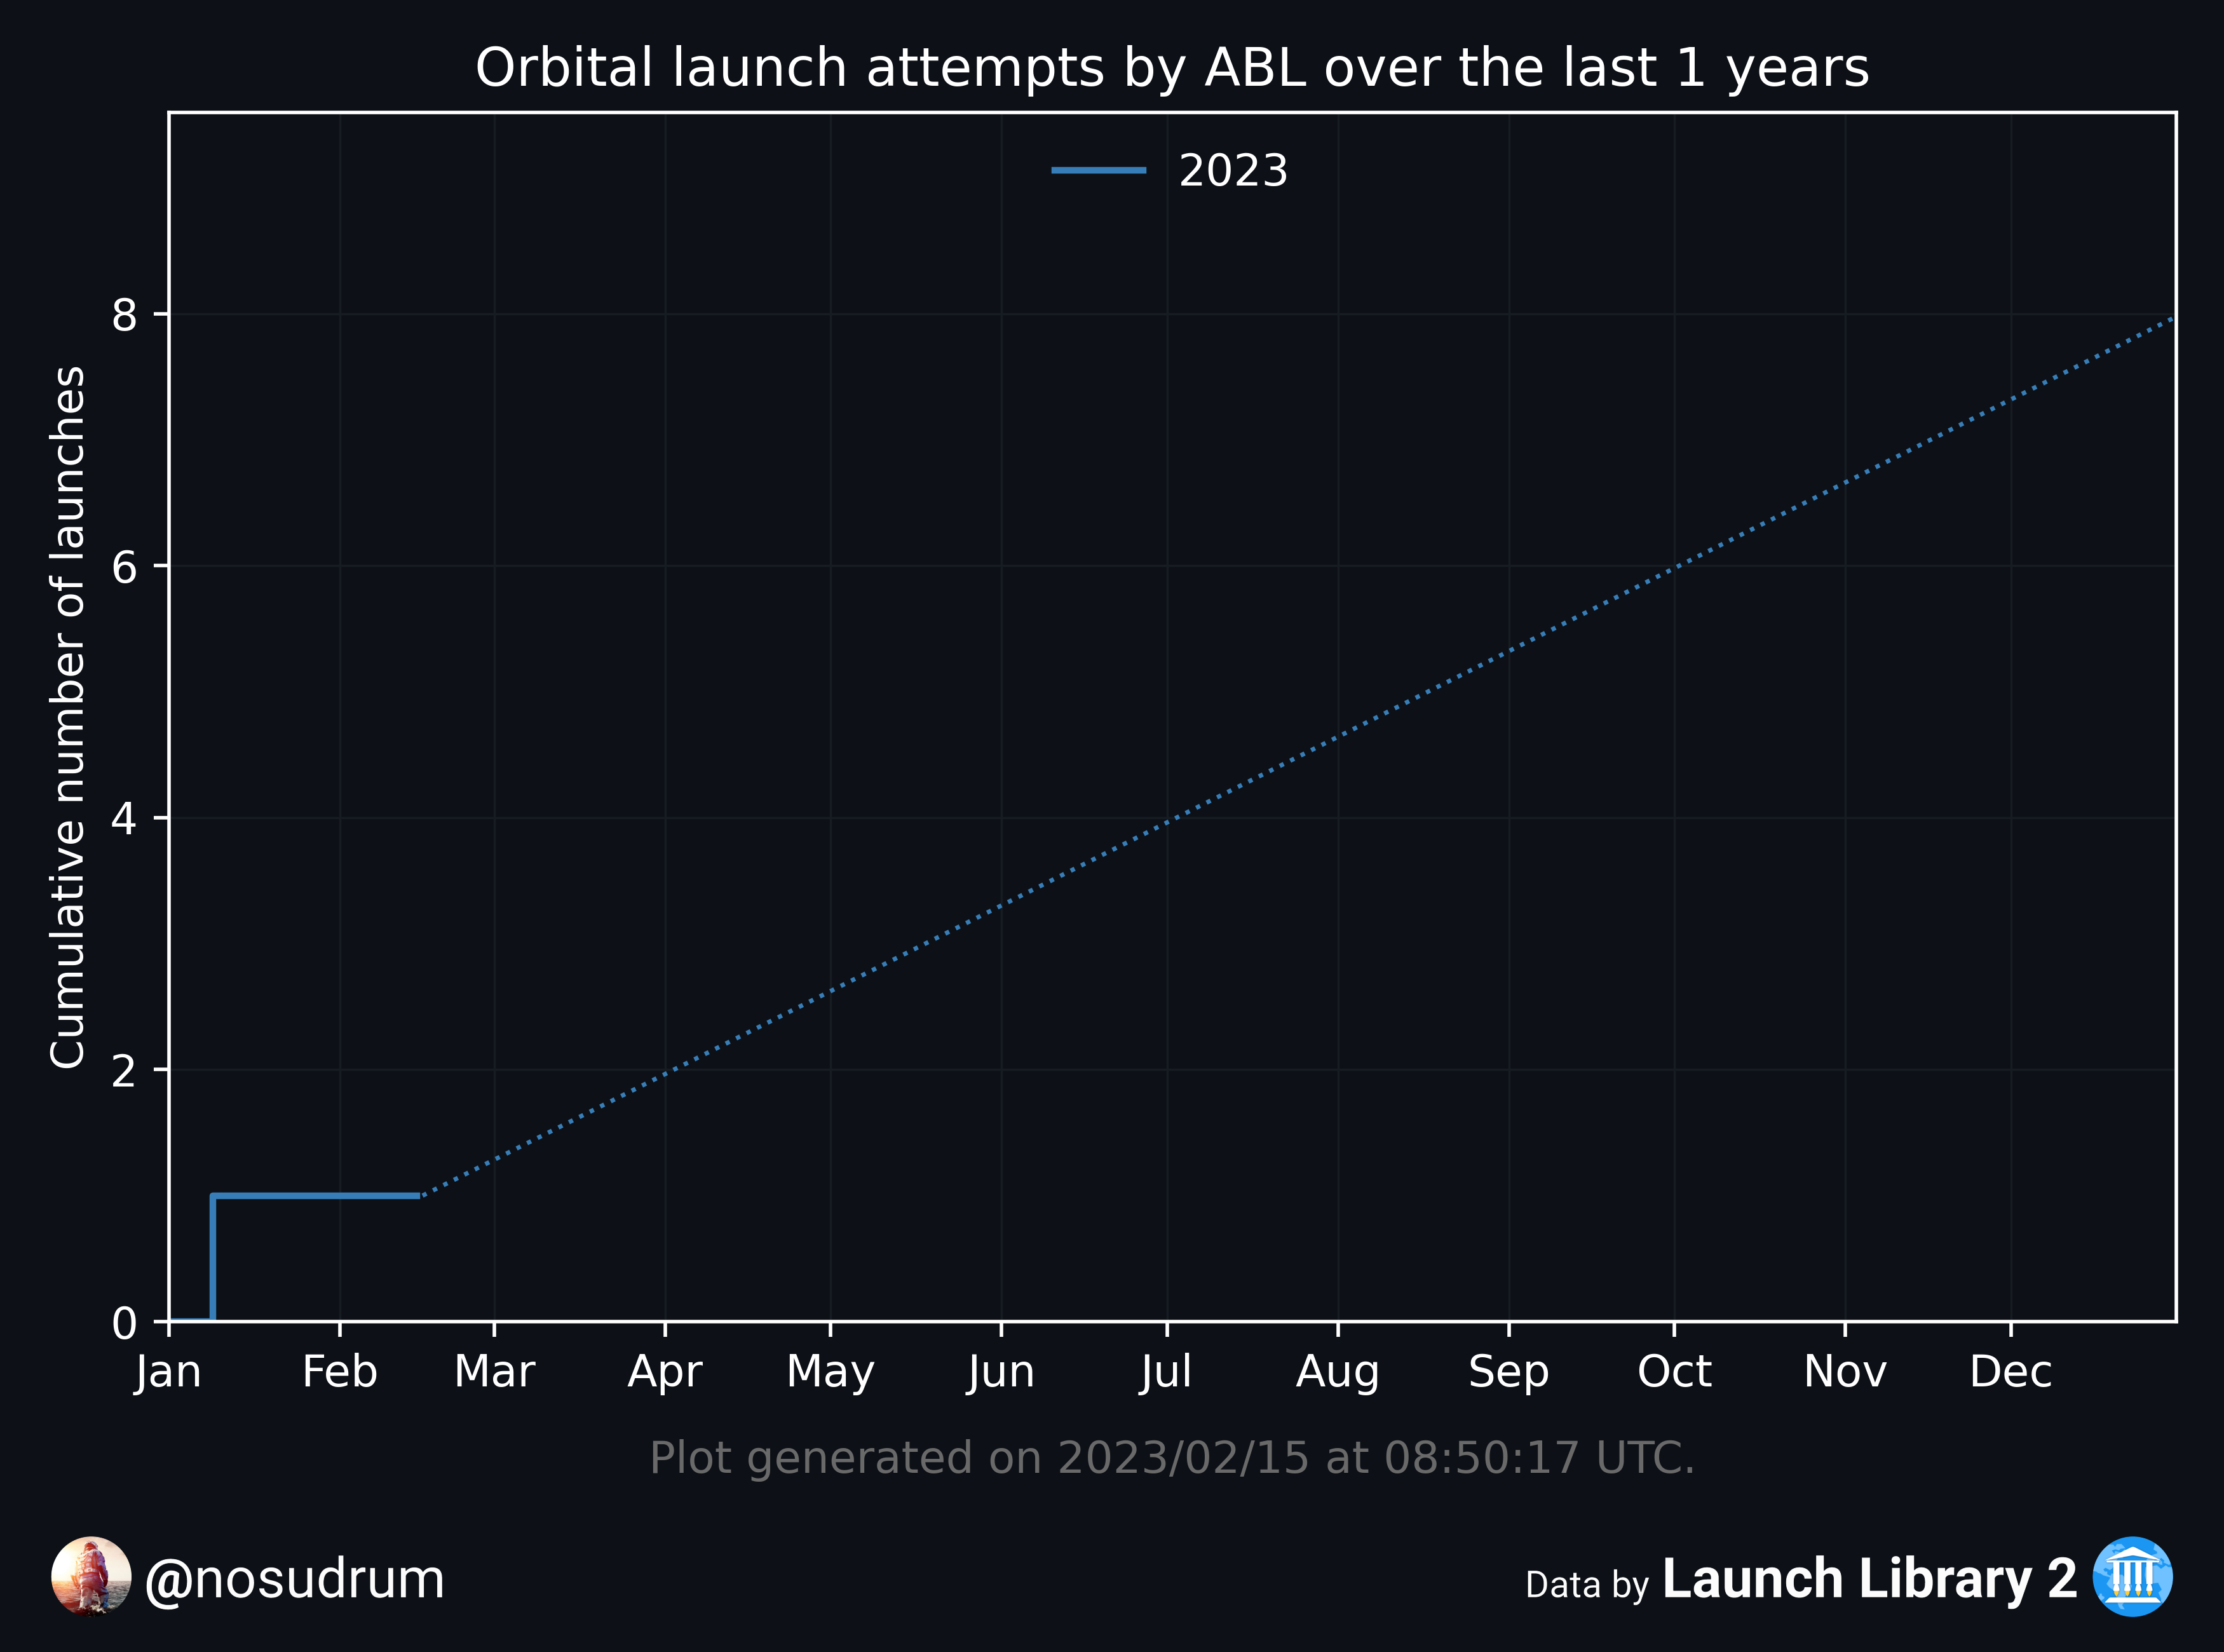 Orbital launch attempts by ABL over the last 1 years
2023
Cumulative number of launches
8
6
4
2
0
Jan Feb Mar Apr May Jun Jul Aug Sep Oct Nov Dec
Plot generated on 2023/02/15 at 08:50:17 UTC.
@nosudrum
Data by Launch Library 2